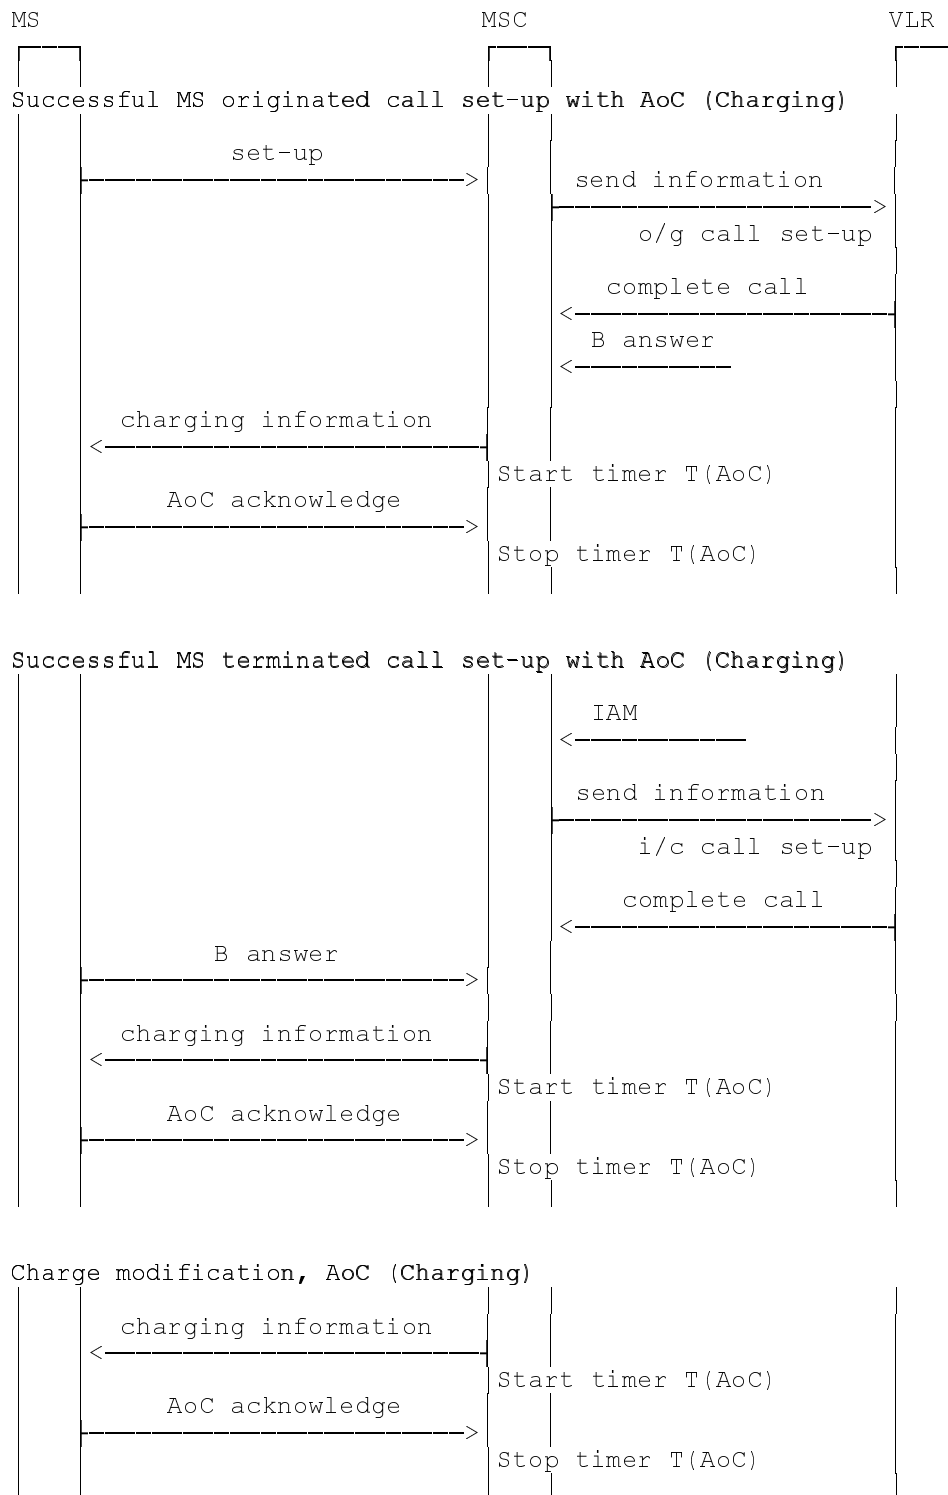 MS MSC VLR
Successful MS originated call set-up with AoC (Charging)
set-up
send information
o/g call set-up
complete call
B answer
charging information
Start timer T(AoC)
AoC acknowledge
Stop timer T(AoC)
Successful MS terminated call set-up with AoC (Charging)
IAM
send information
i/c call set-up
complete call
B answer
charging information
Start timer T(AoC)
AoC acknowledge
Stop timer T(AoC)
Charge modification, AoC (Charging)
charging information
Start timer T(AoC)
AoC acknowledge
Stop timer T(AoC)